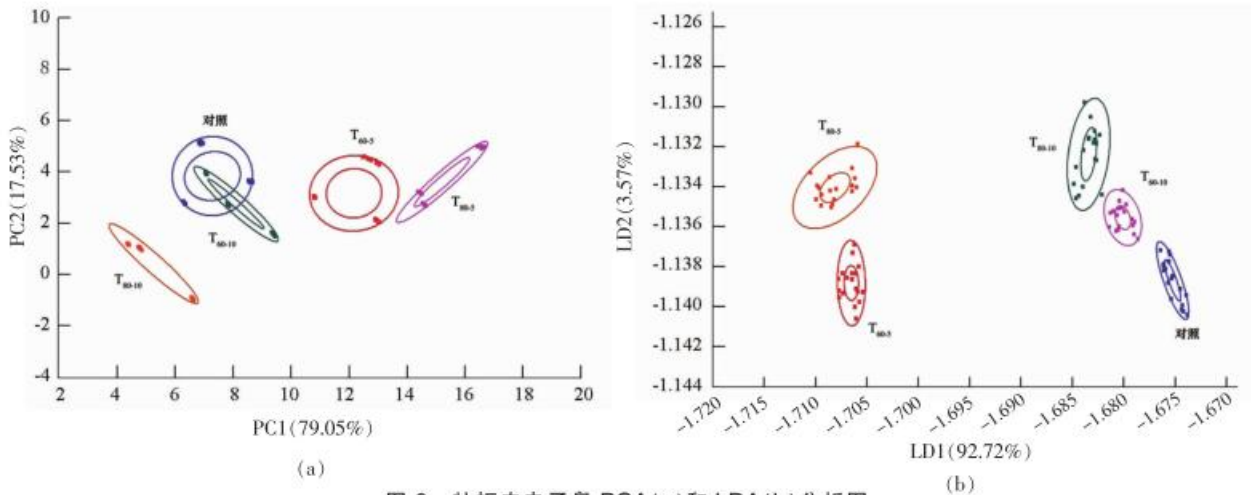 10
8
6
4
2
0
-2
-4
PC2(17.53%)
对照
T60-5
T80-5
T60-10
T80-10
2 4 6 8 10 12 14 16 18 20
PC1(79.05%)
(a)
-1.126
-1.128
-1.130
-1.132
-1.134
-1.136
-1.138
-1.140
-1.142
-1.144
LD2(3.57%)
T80-5
T80-10
T60-10
T60-5
对照
-1.720 -1.715 -1.710 -1.705 -1.700 -1.695 -1.690 -1.685 -1.680 -1.675 -1.670
LD1(92.72%)
(b)